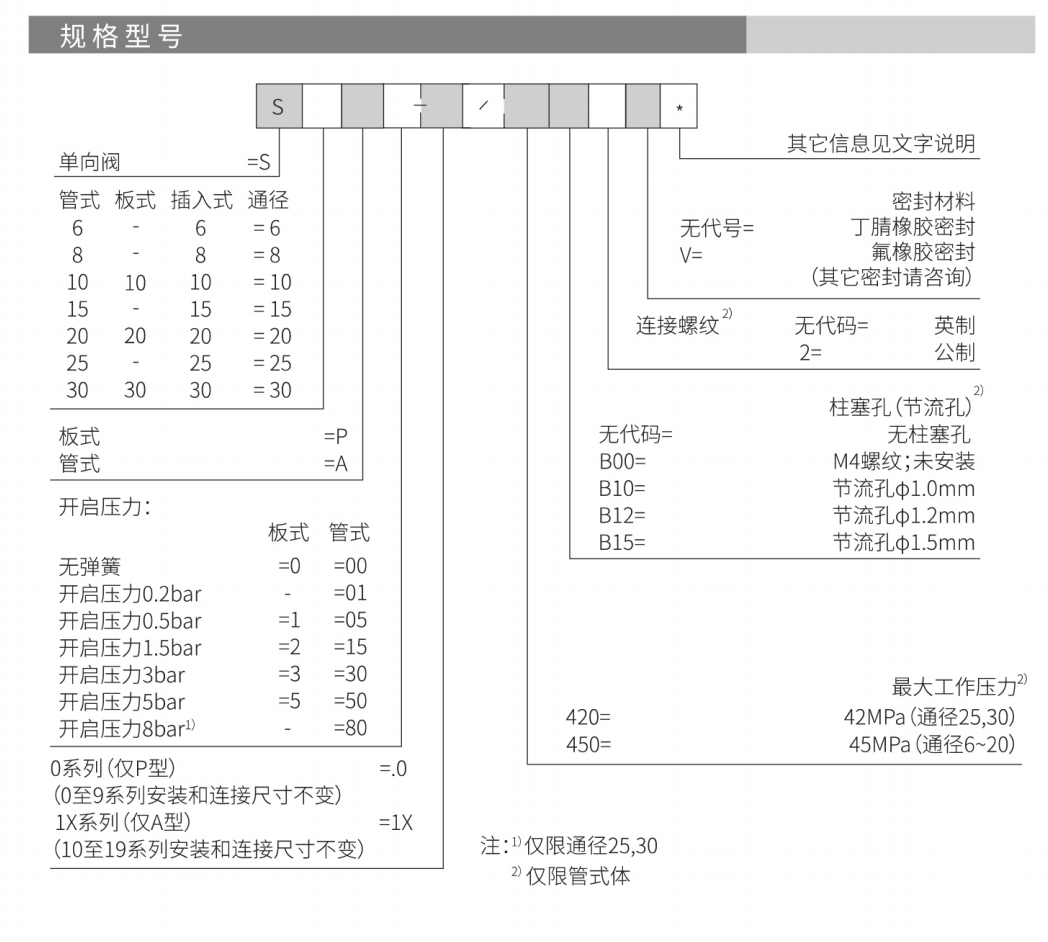 规格型号
S - / *
单向阀 =S
管式 板式 插入式 通径
6 - 6 =6
8 - 8 =8
10 10 10 =10
15 - 15 =15
20 20 20 =20
25 - 25 =25
30 30 30 =30
板式 =P
管式 =A
开启压力:
板式 管式
无弹簧 =0 =00
开启压力0.2bar - =01
开启压力0.5bar =1 =05
开启压力1.5bar =2 =15
开启压力3bar =3 =30
开启压力5bar =5 =50
开启压力8bar1) - =80
0系列(仅P型) =.0
(0至9系列安装和连接尺寸不变)
1X系列(仅A型) =1X
(10至19系列安装和连接尺寸不变)
其它信息见文字说明
密封材料
无代号= 丁腈橡胶密封
V= 氟橡胶密封
(其它密封请咨询)
连接螺纹2) 无代码= 英制
2= 公制
柱塞孔(节流孔)2)
无代码= 无柱塞孔
B00= M4螺纹;未安装
B10= 节流孔φ1.0mm
B12= 节流孔φ1.2mm
B15= 节流孔φ1.5mm
最大工作压力2)
420= 42MPa(通径25,30)
450= 45MPa(通径6~20)
注:1)仅限通径25,30
2)仅限管式体